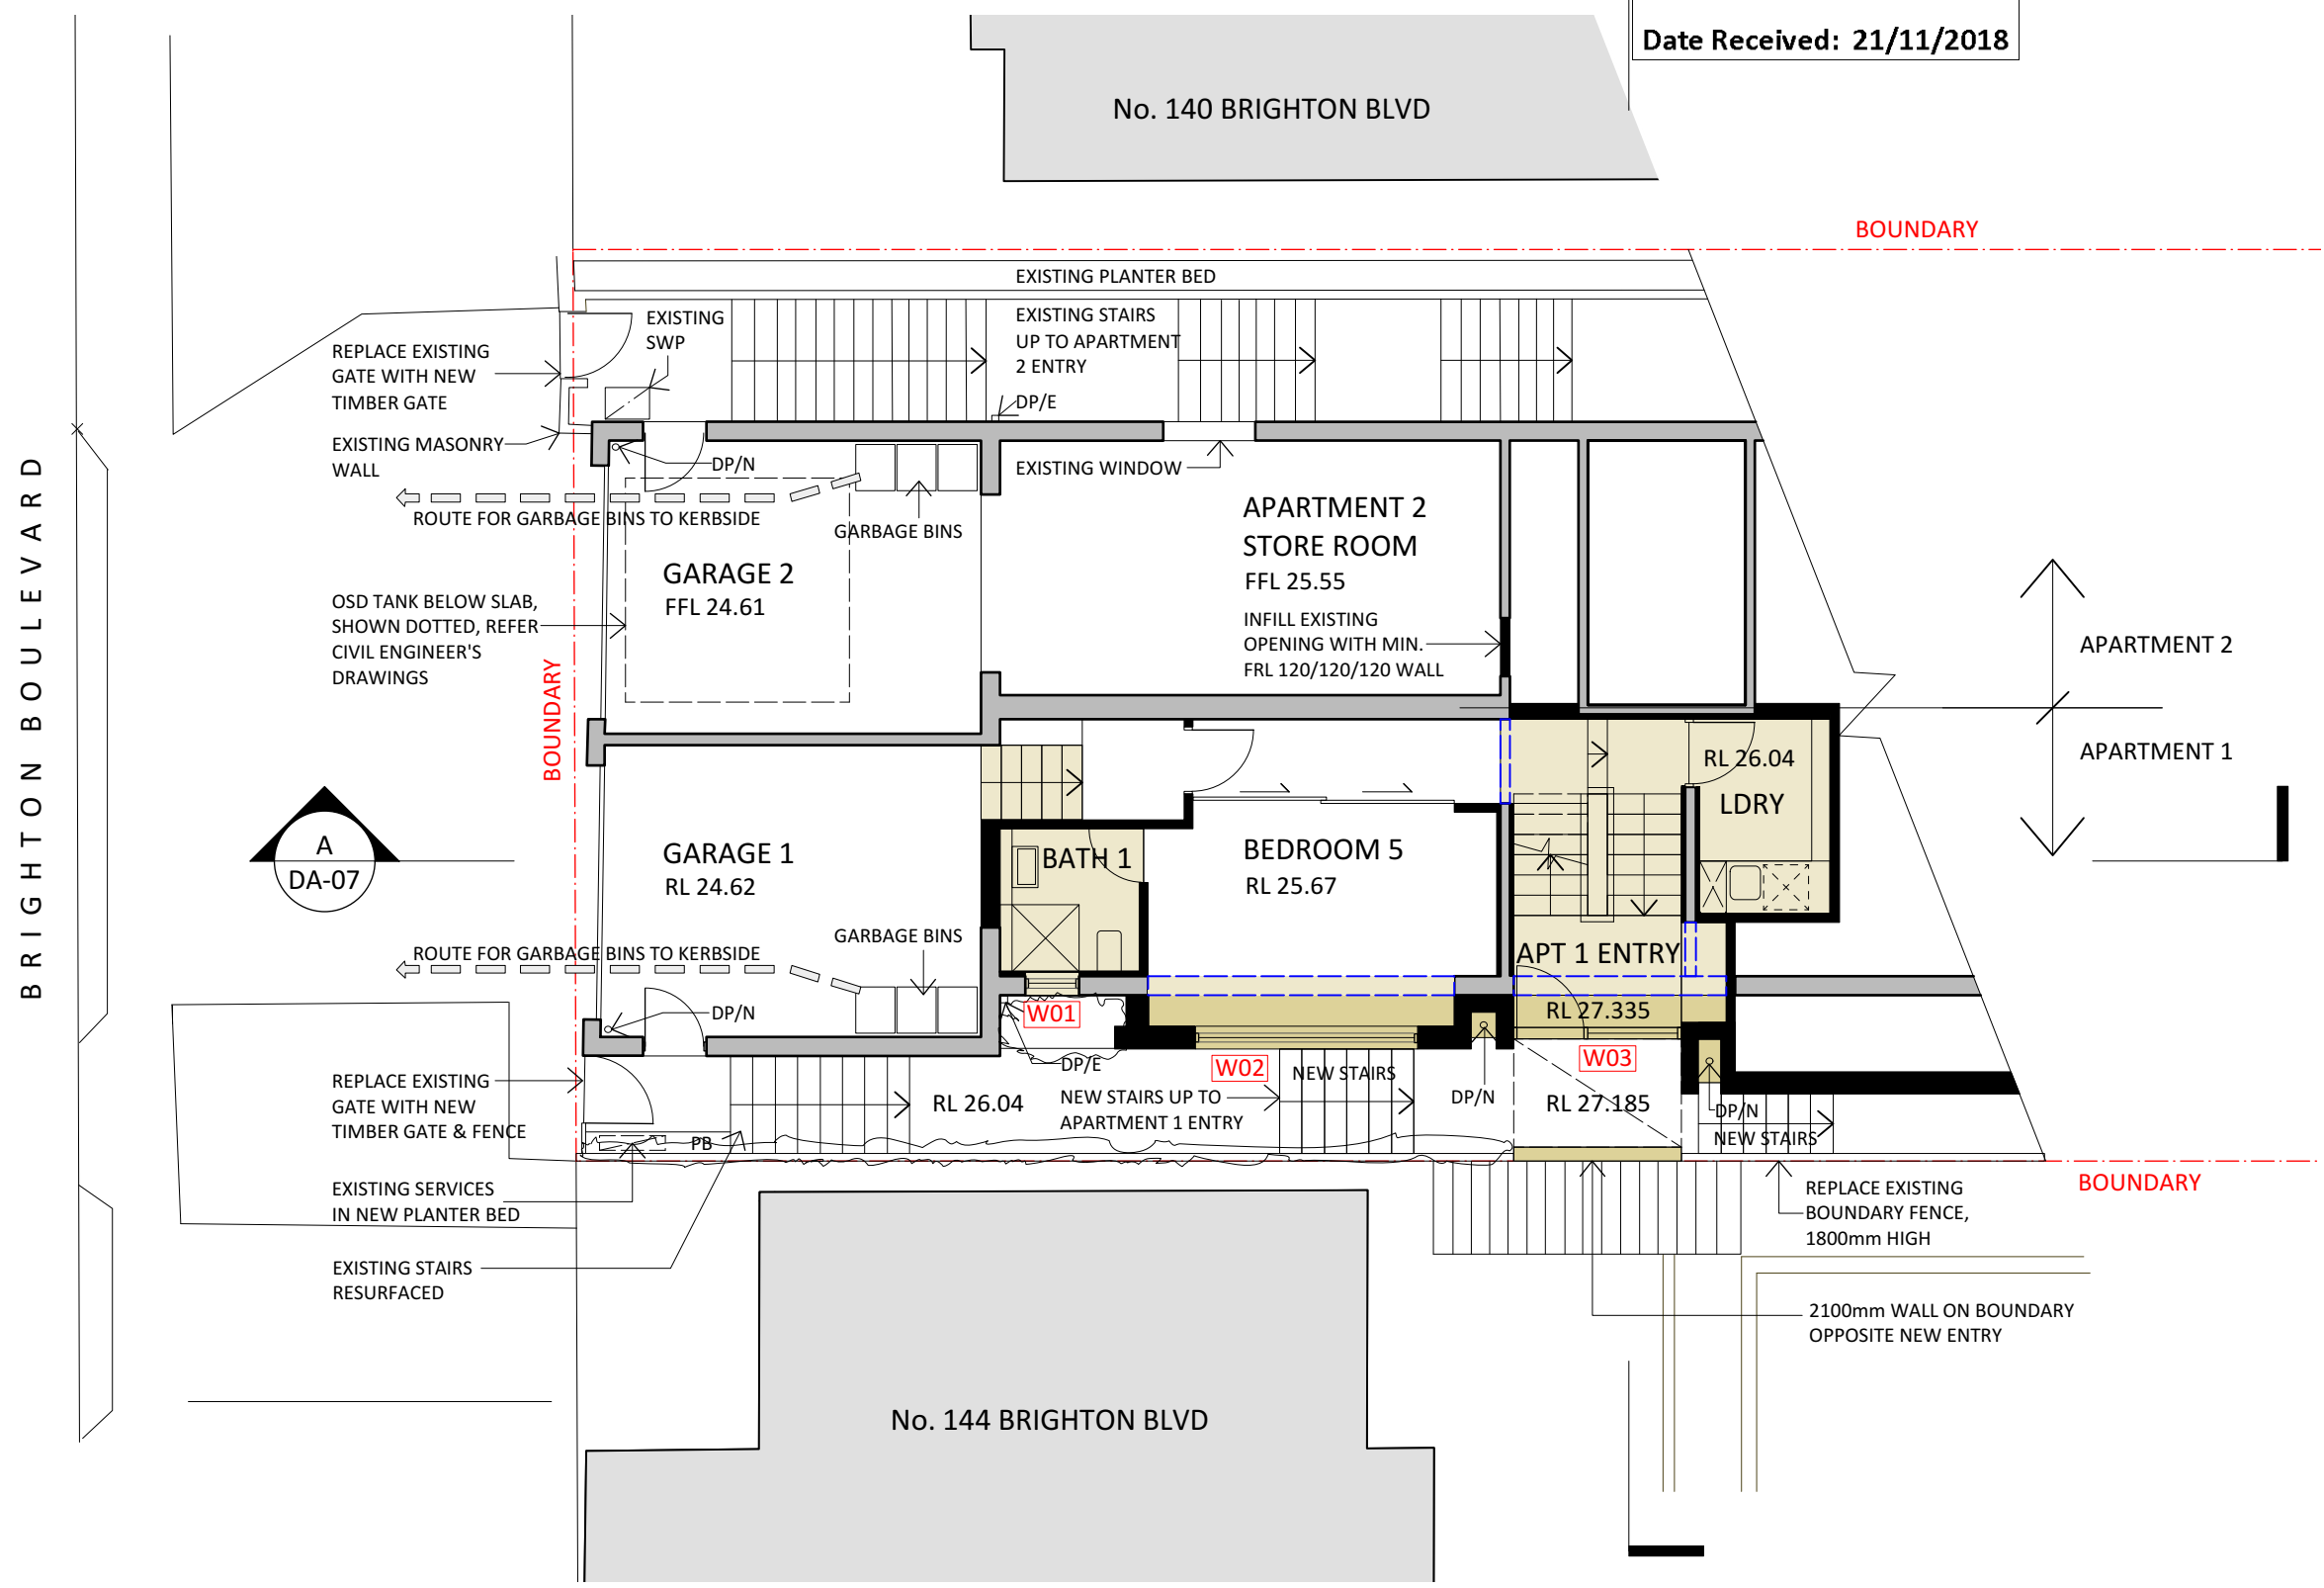 Date Received: 21/11/2018
No. 140 BRIGHTON BLVD
BOUNDARY
EXISTING PLANTER BED
EXISTING
SWP
EXISTING STAIRS
UP TO APARTMENT
2 ENTRY
REPLACE EXISTING
GATE WITH NEW
TIMBER GATE
DP/E
EXISTING MASONRY
WALL
DP/N
EXISTING WINDOW
ROUTE FOR GARBAGE BINS TO KERBSIDE
GARBAGE BINS
APARTMENT 2
STORE ROOM
FFL 25.55
GARAGE 2
FFL 24.61
OSD TANK BELOW SLAB,
SHOWN DOTTED, REFER
CIVIL ENGINEER'S
DRAWINGS
INFILL EXISTING
OPENING WITH MIN.
FRL 120/120/120 WALL
APARTMENT 2
APARTMENT 1
BRIGHTON BOULEVARD
BOUNDARY
RL 26.04
LDRY
A
DA-07
GARAGE 1
RL 24.62
BATH 1
BEDROOM 5
RL 25.67
GARBAGE BINS
ROUTE FOR GARBAGE BINS TO KERBSIDE
APT 1 ENTRY
RL 27.335
DP/N
W01
W02
W03
DP/E
NEW STAIRS
REPLACE EXISTING
GATE WITH NEW
TIMBER GATE & FENCE
RL 26.04
NEW STAIRS UP TO
APARTMENT 1 ENTRY
DP/N
RL 27.185
DP/N
NEW STAIRS
PB
EXISTING SERVICES
IN NEW PLANTER BED
BOUNDARY
REPLACE EXISTING
BOUNDARY FENCE,
1800mm HIGH
EXISTING STAIRS
RESURFACED
2100mm WALL ON BOUNDARY
OPPOSITE NEW ENTRY
No. 144 BRIGHTON BLVD